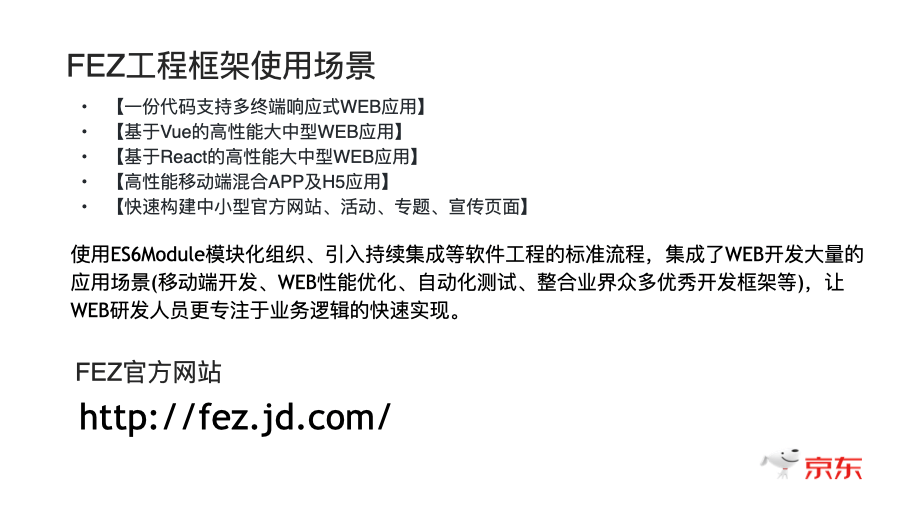 FEZ工程框架使用场景
• 【一份代码支持多终端响应式WEB应用】
• 【基于Vue的高性能大中型WEB应用】
• 【基于React的高性能大中型WEB应用】
• 【高性能移动端混合APP及H5应用】
• 【快速构建中小型官方网站、活动、专题、宣传页面】
使用ES6Module模块化组织、引入持续集成等软件工程的标准流程，集成了WEB开发大量的
应用场景(移动端开发、WEB性能优化、自动化测试、整合业界众多优秀开发框架等)，让
WEB研发人员更专注于业务逻辑的快速实现。
FEZ官方网站
http://fez.jd.com/
京东